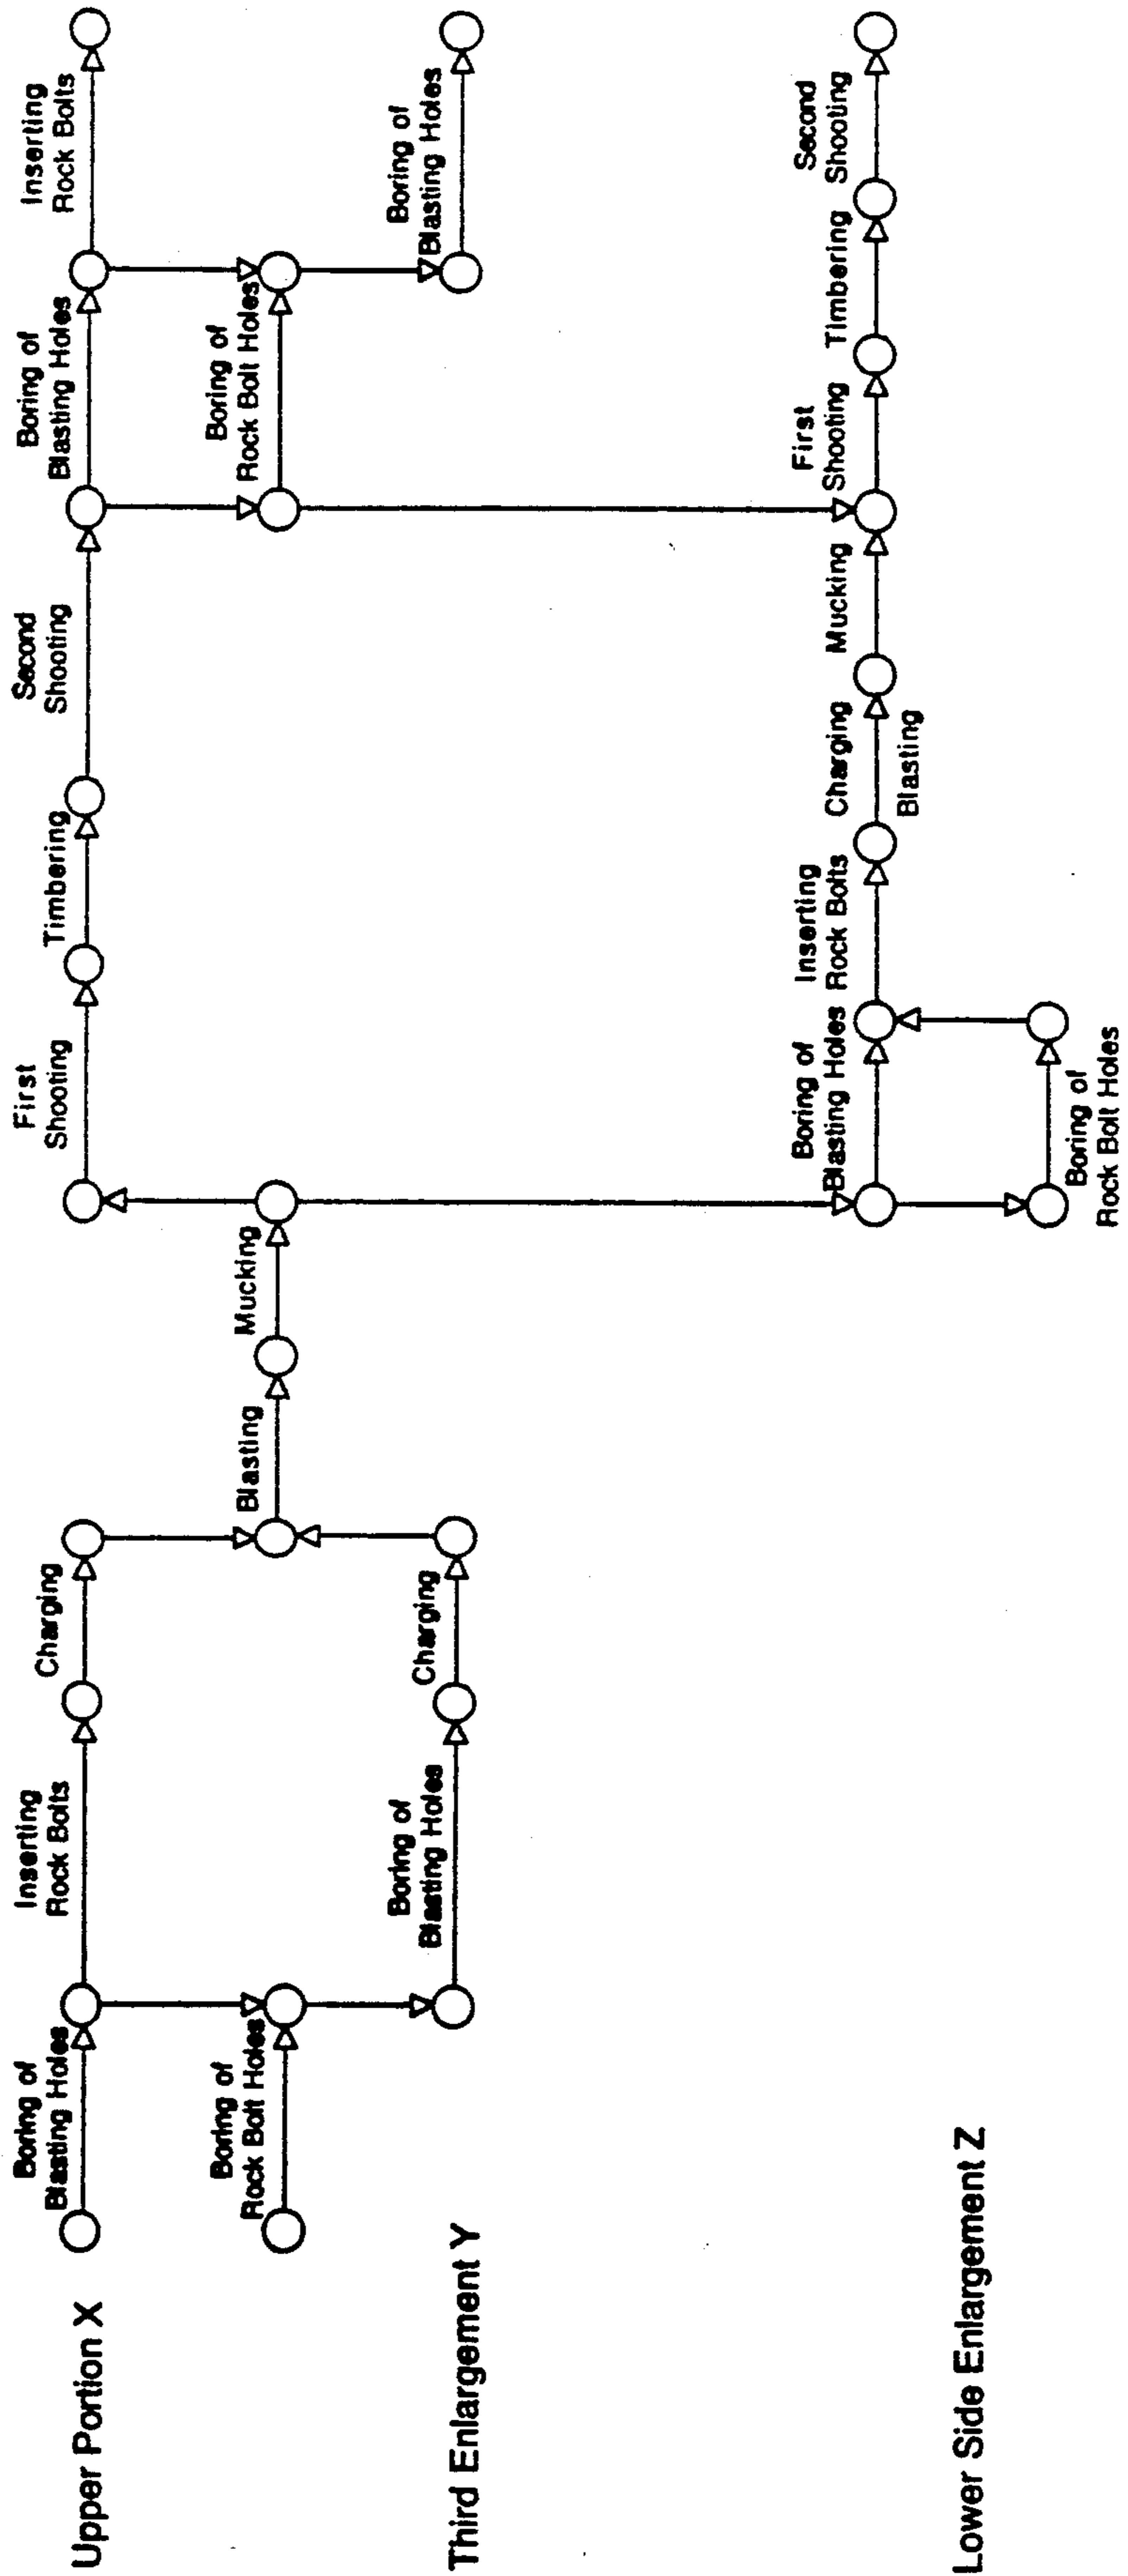 Upper Portion X
Boring of
Blasting Holes
Inserting
Rock Bolts
Charging
First
Shooting
Timbering
Second
Shooting
Boring of
Blasting Holes
Inserting
Rock Bolts
Boring of
Rock Bolt Holes
Blasting
Mucking
Boring of
Rock Bolt Holes
Third Enlargement Y
Boring of
Blasting Holes
Charging
Boring of
Blasting Holes
Lower Side Enlargement Z
Boring of
Blasting Holes
Inserting
Rock Bolts
Charging
Blasting
Mucking
First
Shooting
Timbering
Second
Shooting
Boring of
Rock Bolt Holes